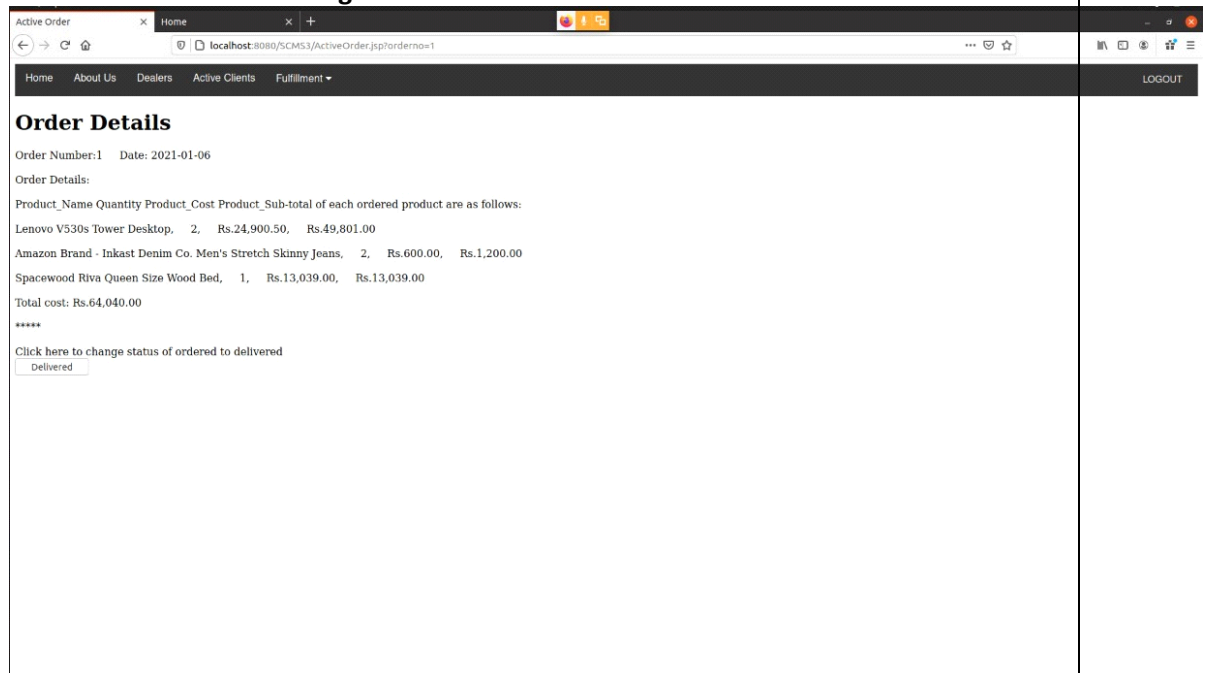 Active Order
Home
localhost:8080/SCMS3/ActiveOrder.jsp?orderno=1
Home About Us Dealers Active Clients Fulfillment LOGOUT
Order Details
Order Number:1 Date: 2021-01-06
Order Details:
Product_Name Quantity Product_Cost Product_Sub-total of each ordered product are as follows:
Lenovo V530s Tower Desktop, 2, Rs.24,900.50, Rs.49,801.00
Amazon Brand - Inkast Denim Co. Men's Stretch Skinny Jeans, 2, Rs.600.00, Rs.1,200.00
Spacewood Riva Queen Size Wood Bed, 1, Rs.13,039.00, Rs.13,039.00
Total cost: Rs.64,040.00
*****
Click here to change status of ordered to delivered
Delivered